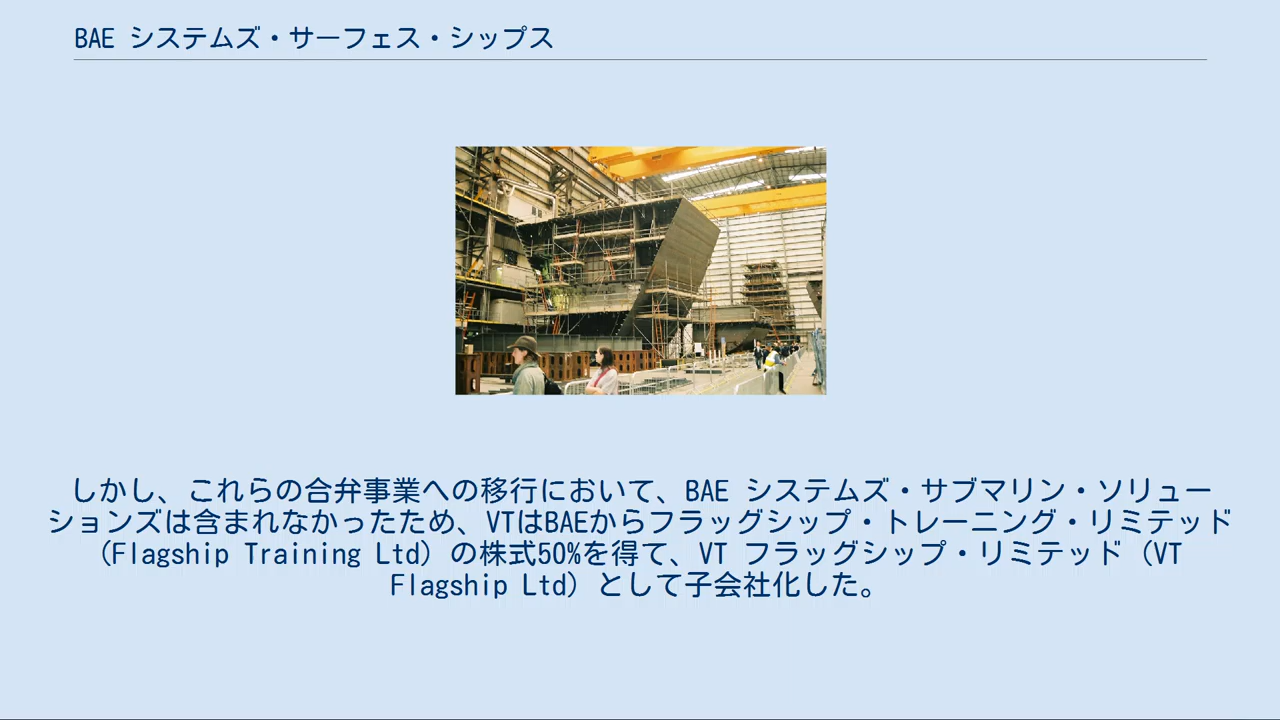 BAE システムズ・サーフェス・シップス
しかし、これらの合弁事業への移行において、BAE システムズ・サブマリン・ソリュー
ションズは含まれなかったため、VTはBAEからフラッグシップ・トレーニング・リミテッド
（Flagship Training Ltd）の株式50%を得て、VT フラッグシップ・リミテッド（VT
Flagship Ltd）として子会社化した。